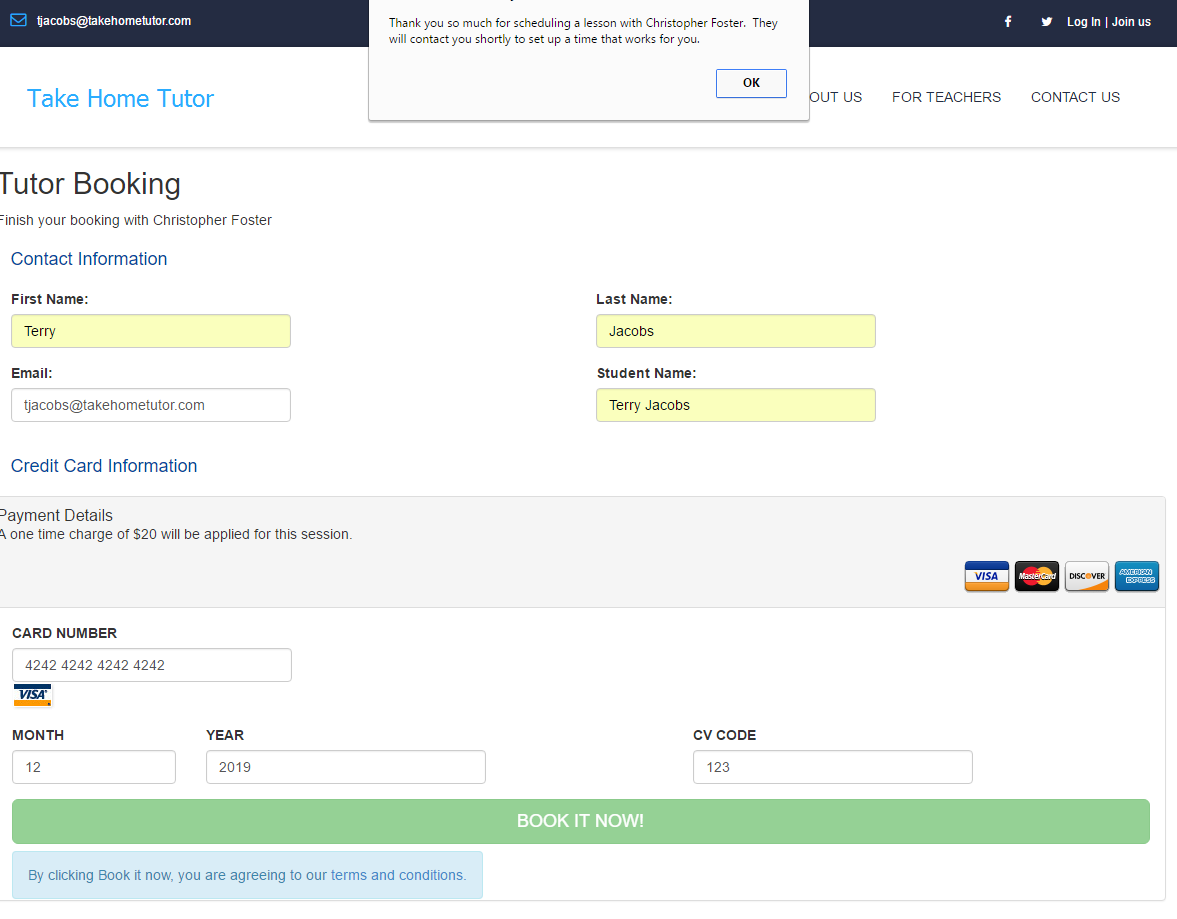 tjacobs@takehometutor.com
Thank you so much for scheduling a lesson with Christopher Foster. They
will contact you shortly to set up a time that works for you.
OK
Log In | Join us
Take Home Tutor
OUT US FOR TEACHERS CONTACT US
Tutor Booking
Finish your booking with Christopher Foster
Contact Information
First Name: Last Name:
Terry Jacobs
Email: Student Name:
tjacobs@takehometutor.com Terry Jacobs
Credit Card Information
Payment Details
A one time charge of $20 will be applied for this session.
VISA MasterCard DISCOVER AMERICAN EXPRESS
CARD NUMBER
4242 4242 4242 4242
VISA
MONTH YEAR CV CODE
12 2019 123
BOOK IT NOW!
By clicking Book it now, you are agreeing to our terms and conditions.